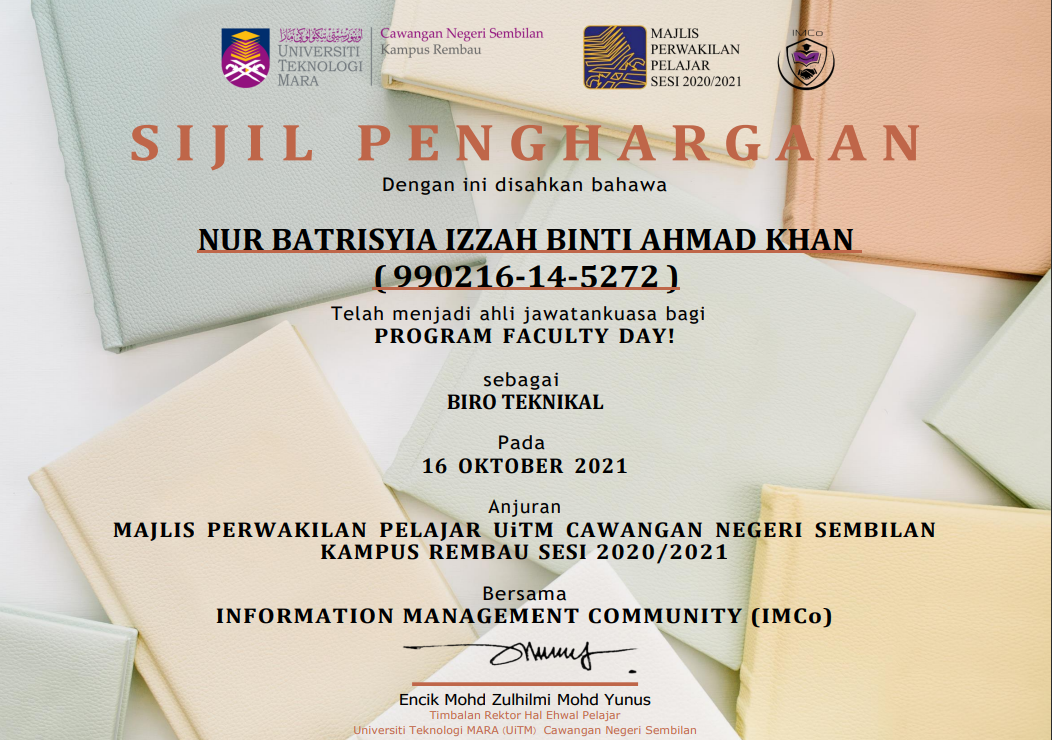 UNIVERSITI
TEKNOLOGI
MARA
Cawangan Negeri Sembilan
Kampus Rembau
MAJLIS
PERWAKILAN
PELAJAR
SESI 2020/2021
IMCo
SIJIL PENGHARGAAN
Dengan ini disahkan bahawa
NUR BATRISYIA IZZAH BINTI AHMAD KHAN
( 990216-14-5272 )
Telah menjadi ahli jawatankuasa bagi
PROGRAM FACULTY DAY!
sebagai
BIRO TEKNIKAL
Pada
16 OKTOBER 2021
Anjuran
MAJLIS PERWAKILAN PELAJAR UiTM CAWANGAN NEGERI SEMBILAN
KAMPUS REMBAU SESI 2020/2021
Bersama
INFORMATION MANAGEMENT COMMUNITY (IMCo)
Encik Mohd Zulhilmi Mohd Yunus
Timbalan Rektor Hal Ehwal Pelajar
Universiti Teknologi MARA (UiTM) Cawangan Negeri Sembilan